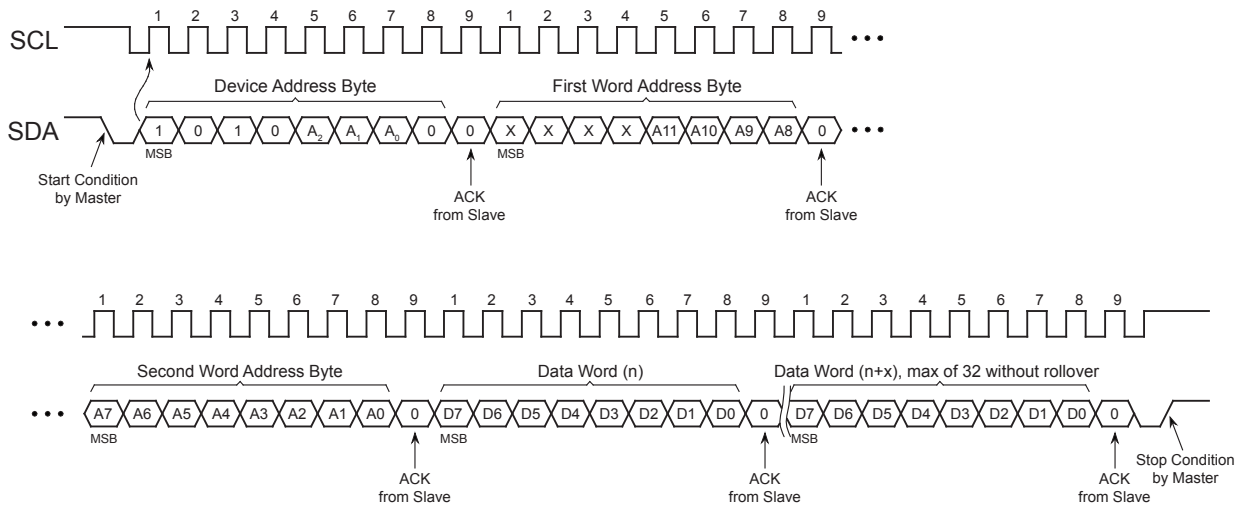 1 2 3 4 5 6 7 8 9 1 2 3 4 5 6 7 8 9
SCL
Device Address Byte First Word Address Byte
SDA 1 0 1 0 A₂ A₁ A₀ 0 0 X X X X A11 A10 A9 A8 0
MSB MSB
Start Condition
by Master
ACK
from Slave
ACK
from Slave
1 2 3 4 5 6 7 8 9 1 2 3 4 5 6 7 8 9 1 2 3 4 5 6 7 8 9
Second Word Address Byte Data Word (n) Data Word (n+x), max of 32 without rollover
A7 A6 A5 A4 A3 A2 A1 A0 0 D7 D6 D5 D4 D3 D2 D1 D0 0 D7 D6 D5 D4 D3 D2 D1 D0 0
MSB MSB MSB
ACK
from Slave
ACK
from Slave
ACK
from Slave
Stop Condition
by Master